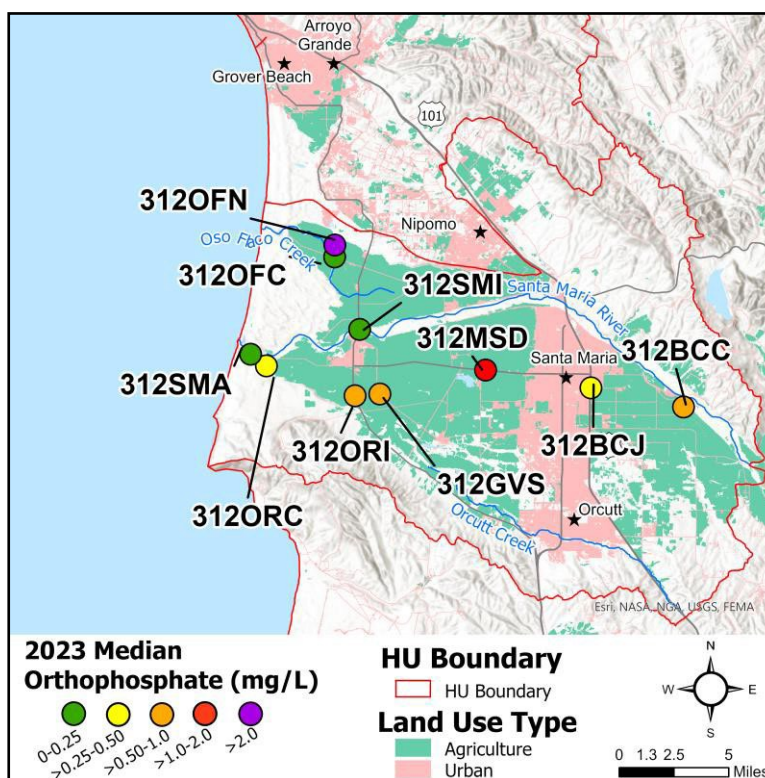 Arroyo
Grande
Grover Beach
101
312OFN
Nipomo
Oso Flaco Creek
312OFC
312SMI
Santa Maria River
312MSD
312BCC
Santa Maria
312SMA
312ORI
312BCJ
312GVS
312ORC
Orcutt
Orcutt Creek
Esri, NASA, NGA, USGS, FEMA
2023 Median
Orthophosphate (mg/L)
0-0.25
>0.25-0.50
>0.50-1.0
>1.0-2.0
>2.0
HU Boundary
HU Boundary
Land Use Type
Agriculture
Urban
N
W E
S
0 1.3 2.5 5
Miles